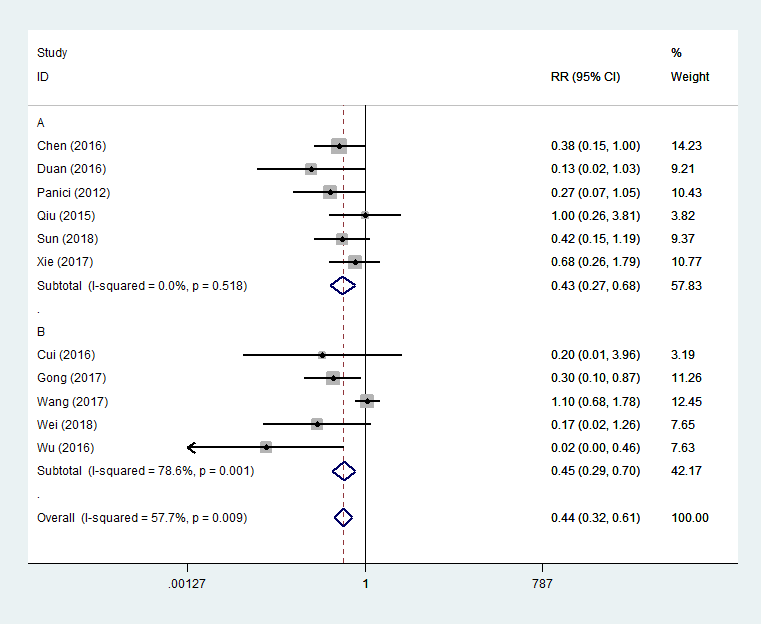 Study %
ID RR (95% CI) Weight
A
Chen (2016) 0.38 (0.15, 1.00) 14.23
Duan (2016) 0.13 (0.02, 1.03) 9.21
Panici (2012) 0.27 (0.07, 1.05) 10.43
Qiu (2015) 1.00 (0.26, 3.81) 3.82
Sun (2018) 0.42 (0.15, 1.19) 9.37
Xie (2017) 0.68 (0.26, 1.79) 10.77
Subtotal (I-squared = 0.0%, p = 0.518) 0.43 (0.27, 0.68) 57.83
.
B
Cui (2016) 0.20 (0.01, 3.96) 3.19
Gong (2017) 0.30 (0.10, 0.87) 11.26
Wang (2017) 1.10 (0.68, 1.78) 12.45
Wei (2018) 0.17 (0.02, 1.26) 7.65
Wu (2016) 0.02 (0.00, 0.46) 7.63
Subtotal (I-squared = 78.6%, p = 0.001) 0.45 (0.29, 0.70) 42.17
.
Overall (I-squared = 57.7%, p = 0.009) 0.44 (0.32, 0.61) 100.00
.00127 1 787